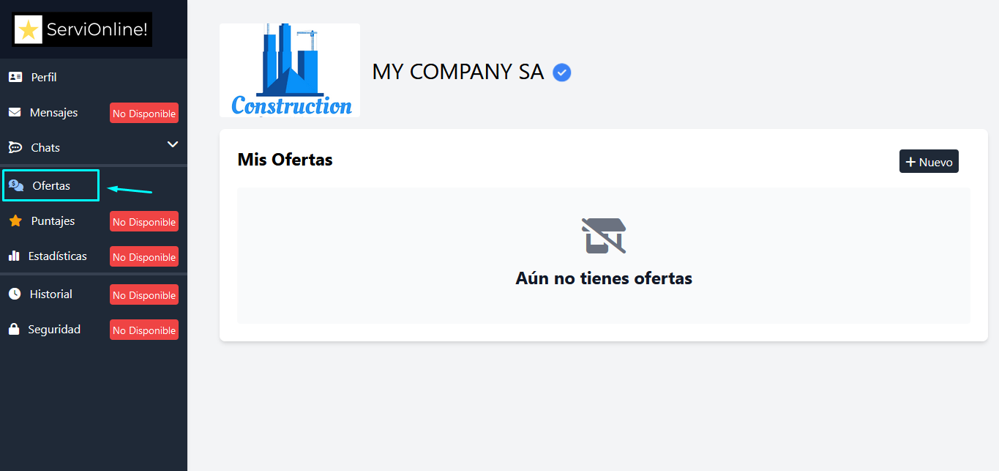 ServiOnline!
Perfil
Mensajes No Disponible
Chats
Ofertas
Puntajes No Disponible
Estadísticas No Disponible
Historial No Disponible
Seguridad No Disponible
Construction
MY COMPANY SA
Mis Ofertas
+ Nuevo
Aún no tienes ofertas